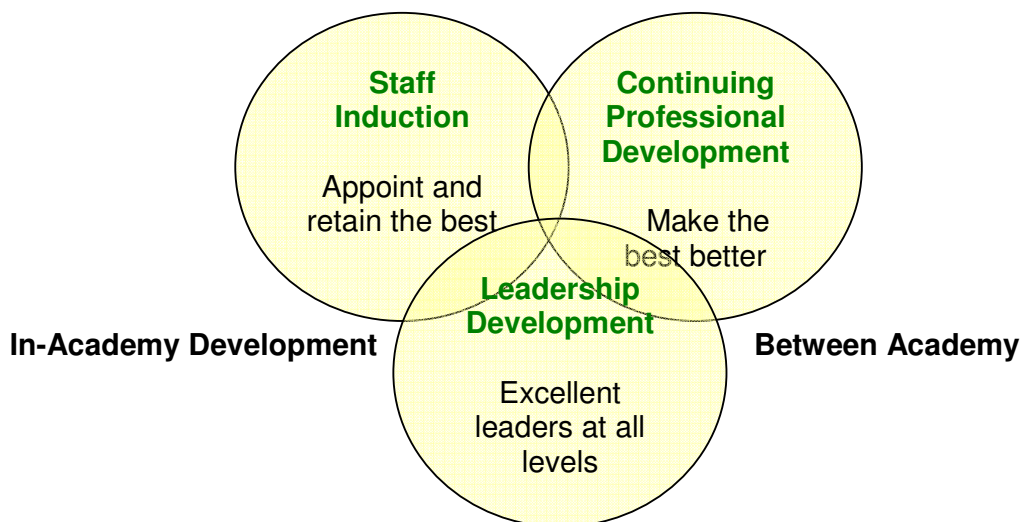 Staff
Induction
Appoint and
retain the best
Continuing
Professional
Development
Make the
best better
Leadership
Development
In-Academy Development
Between Academy
Excellent
leaders at all
levels